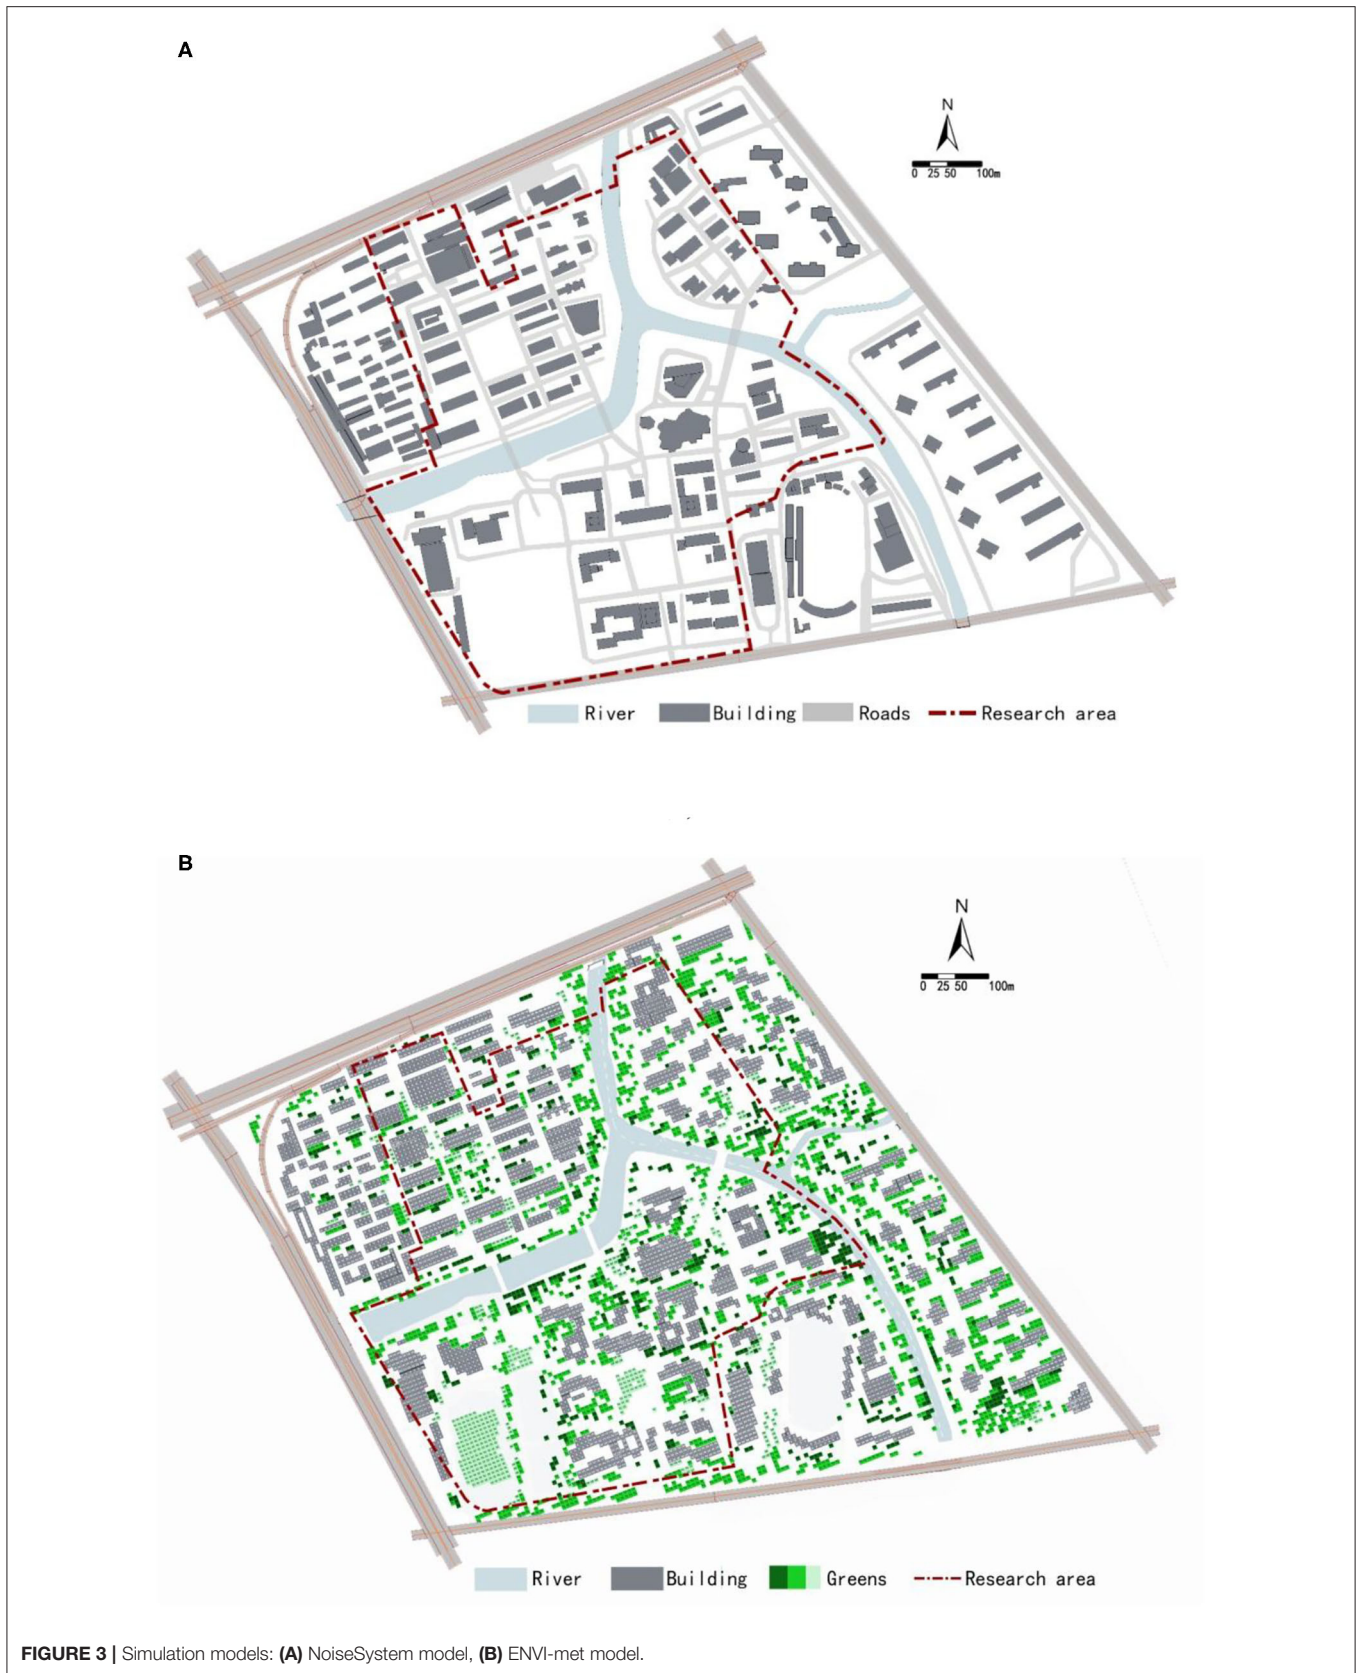 A
N
0 25 50 100m
River Building Roads Research area
B
N
0 25 50 100m
River Building Greens Research area
FIGURE 3 | Simulation models: (A) NoiseSystem model, (B) ENVI-met model.